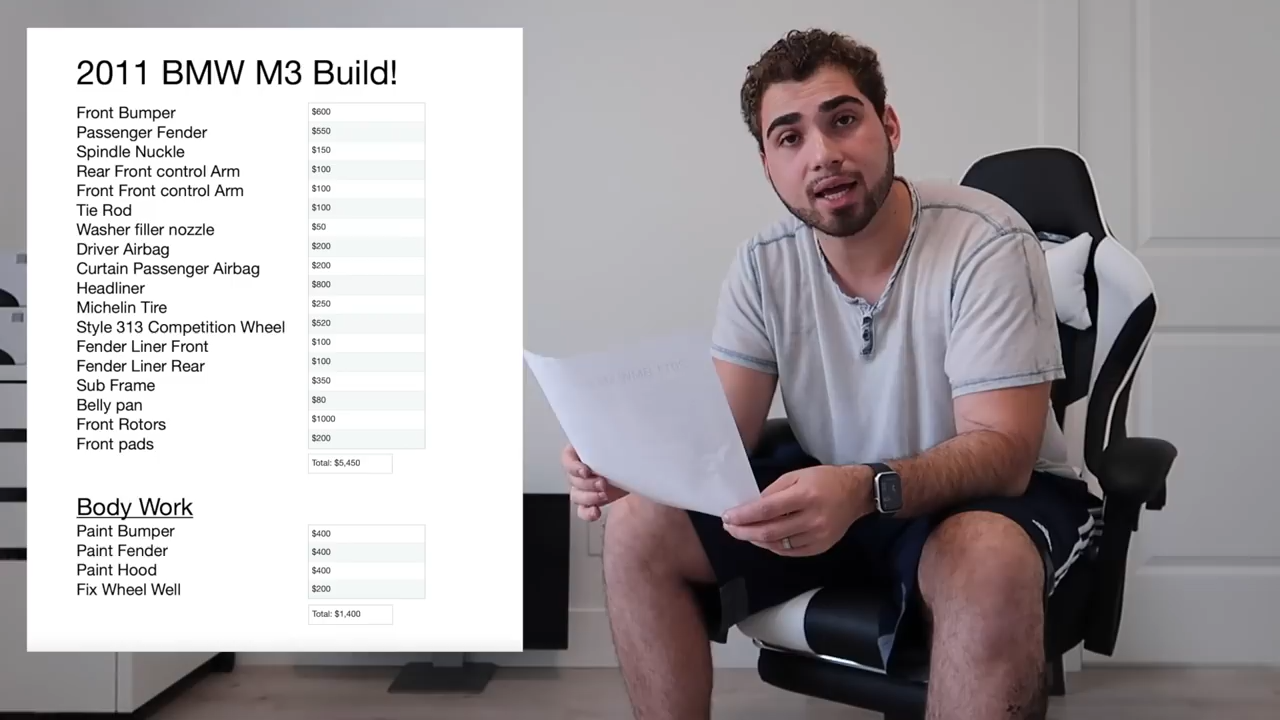 2011 BMW M3 Build!
Front Bumper $600
Passenger Fender $550
Spindle Nuckle $150
Rear Front control Arm $100
Front Front control Arm $100
Tie Rod $100
Washer filler nozzle $50
Driver Airbag $200
Curtain Passenger Airbag $200
Headliner $800
Michelin Tire $250
Style 313 Competition Wheel $520
Fender Liner Front $100
Fender Liner Rear $100
Sub Frame $350
Belly pan $80
Front Rotors $1000
Front pads $200
Total: $5,450
Body Work
Paint Bumper $400
Paint Fender $400
Paint Hood $400
Fix Wheel Well $200
Total: $1,400